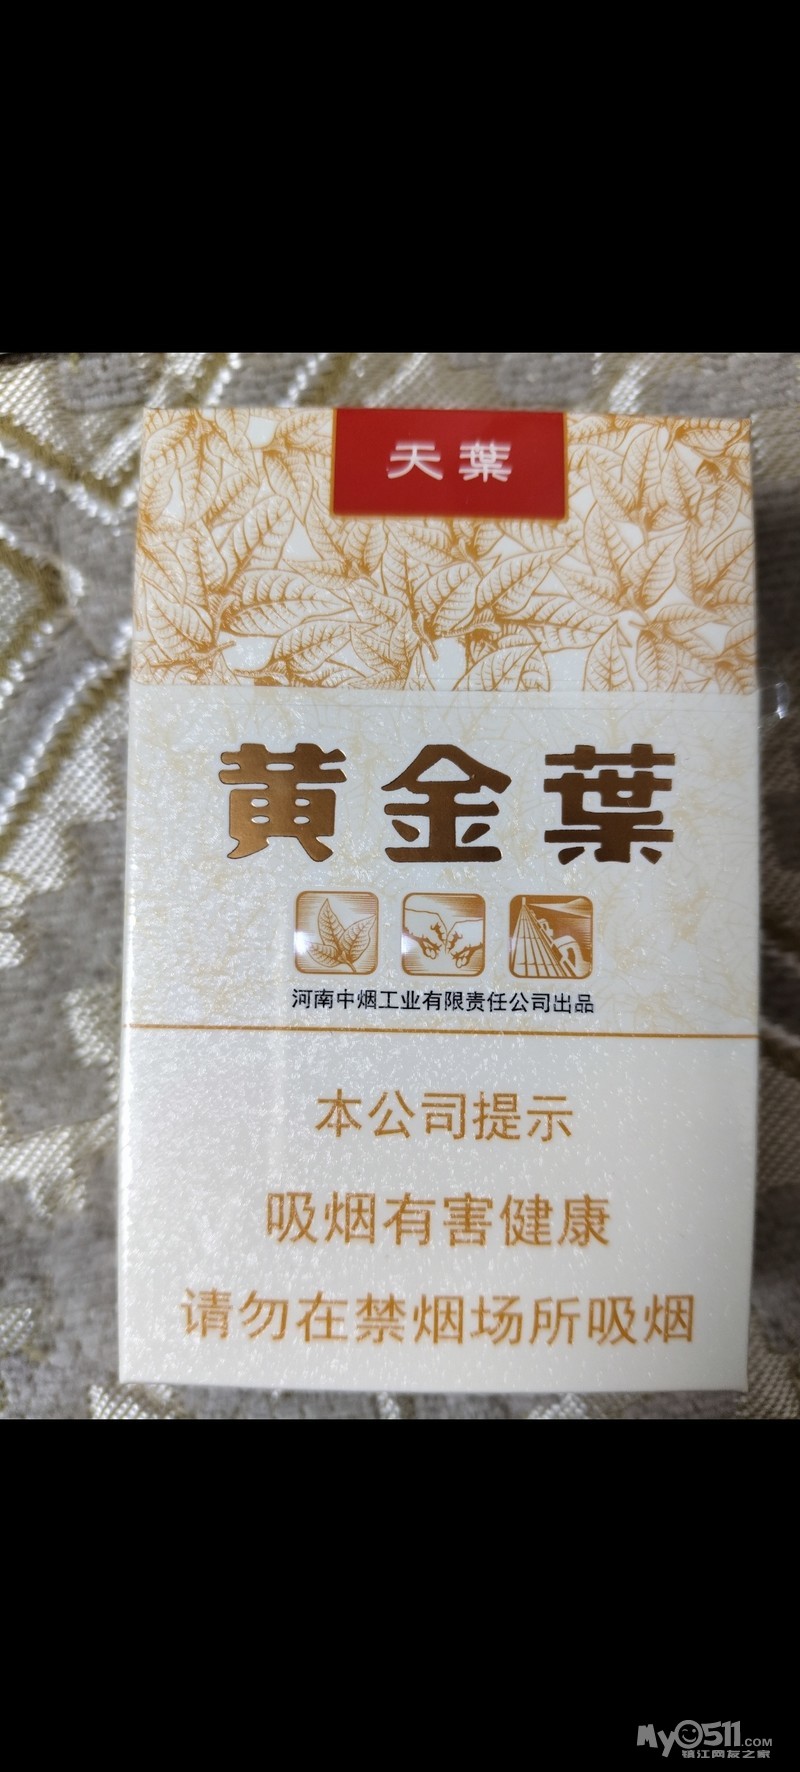 天葉
黄金葉
河南中烟工业有限责任公司出品
本公司提示
吸烟有害健康
请勿在禁烟场所吸烟
My0511.com
镇江网友之家